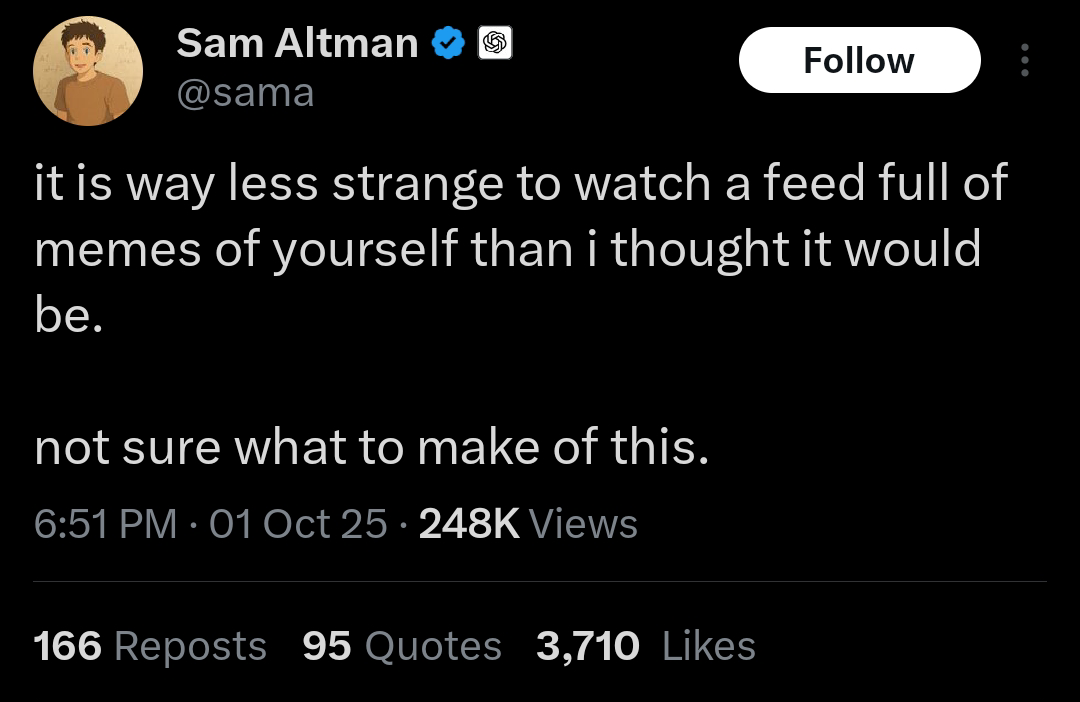 Sam Altman
@sama
Follow
it is way less strange to watch a feed full of
memes of yourself than i thought it would
be.
not sure what to make of this.
6:51 PM · 01 Oct 25 · 248K Views
166 Reposts 95 Quotes 3,710 Likes